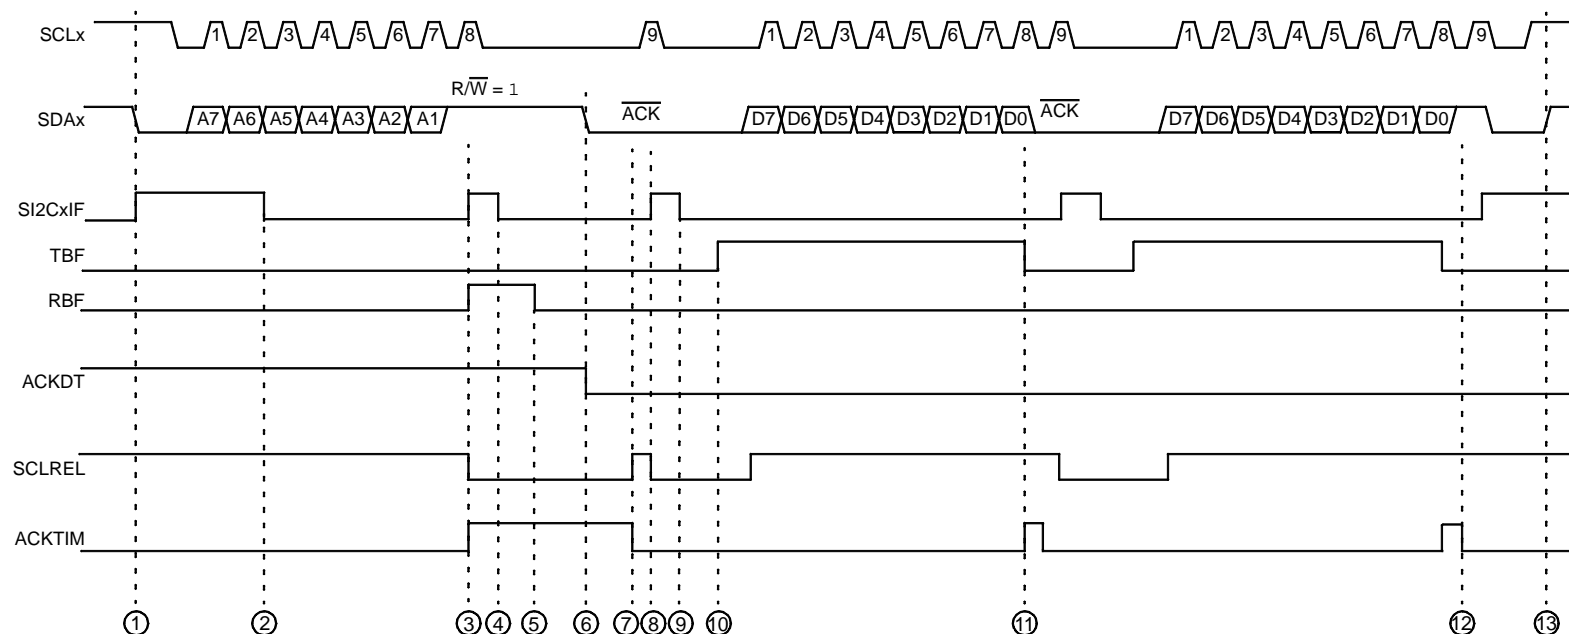 SCLx 1 2 3 4 5 6 7 8 9 1 2 3 4 5 6 7 8 9 1 2 3 4 5 6 7 8 9
R/W̅ = 1
SDAx A7 A6 A5 A4 A3 A2 A1 A̅C̅K̅ D7 D6 D5 D4 D3 D2 D1 D0 A̅C̅K̅ D7 D6 D5 D4 D3 D2 D1 D0
SI2CxIF
TBF
RBF
ACKDT
SCLREL
ACKTIM
1 2 3 4 5 6 7 8 9 10 11 12 13